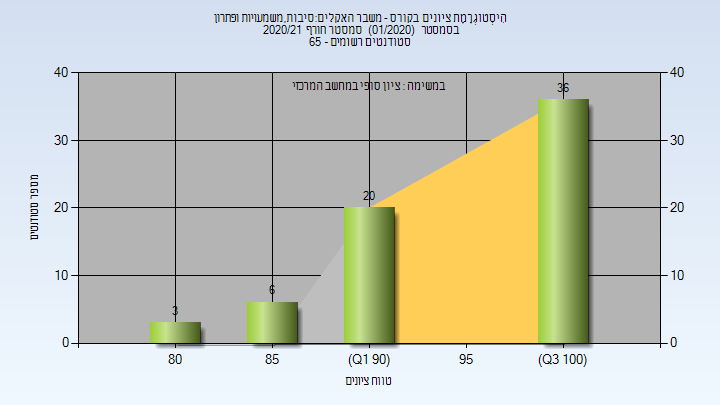 הִיסְטוֹגְרָמַת ציונים בקורס - משבר האקלים:סיבות,משמעויות ופתרון
בסמסטר (01/2020) סמסטר חורף 2020/21
סטודנטים רשומים - 65
במשימה : ציון סופי במחשב המרכזי
מספר סטודנטים
40 40
30 30
20 20
10 10
0 0
3 6 20 36
80 85 (Q1 90) 95 (Q3 100)
טווח ציונים